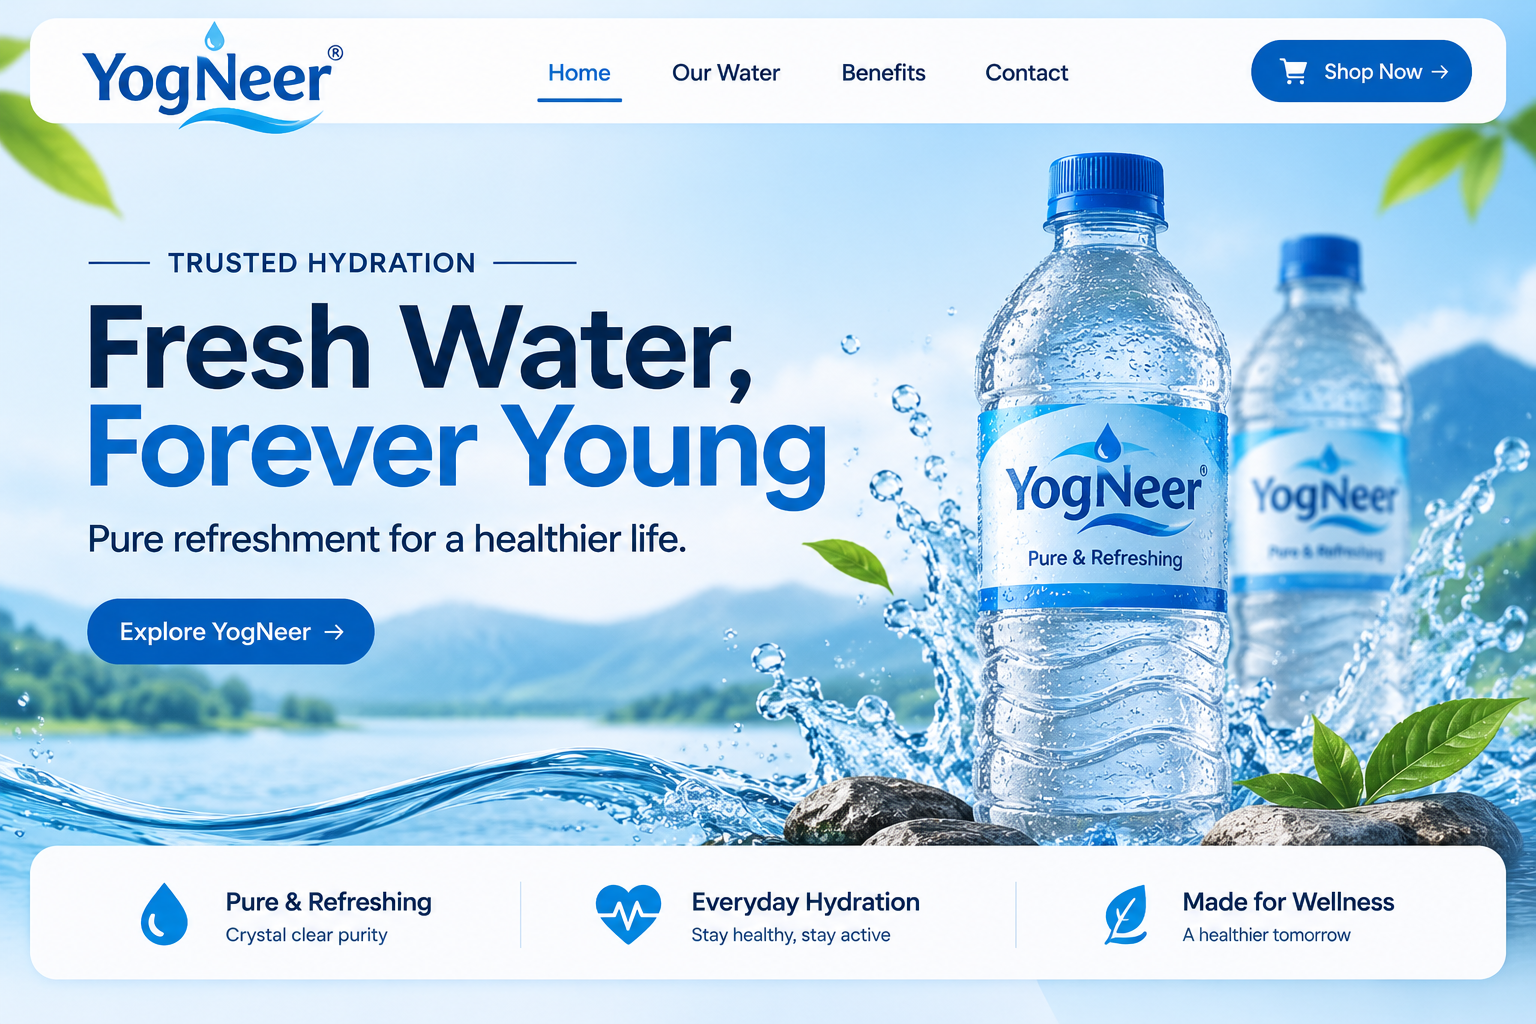 YogNeer®
Home
Our Water
Benefits
Contact
Shop Now →
TRUSTED HYDRATION
Fresh Water,
Forever Young
Pure refreshment for a healthier life.
Explore YogNeer →
YogNeer®
Pure & Refreshing
YogNeer
Pure & Refreshing
Pure & Refreshing
Crystal clear purity
Everyday Hydration
Stay healthy, stay active
Made for Wellness
A healthier tomorrow